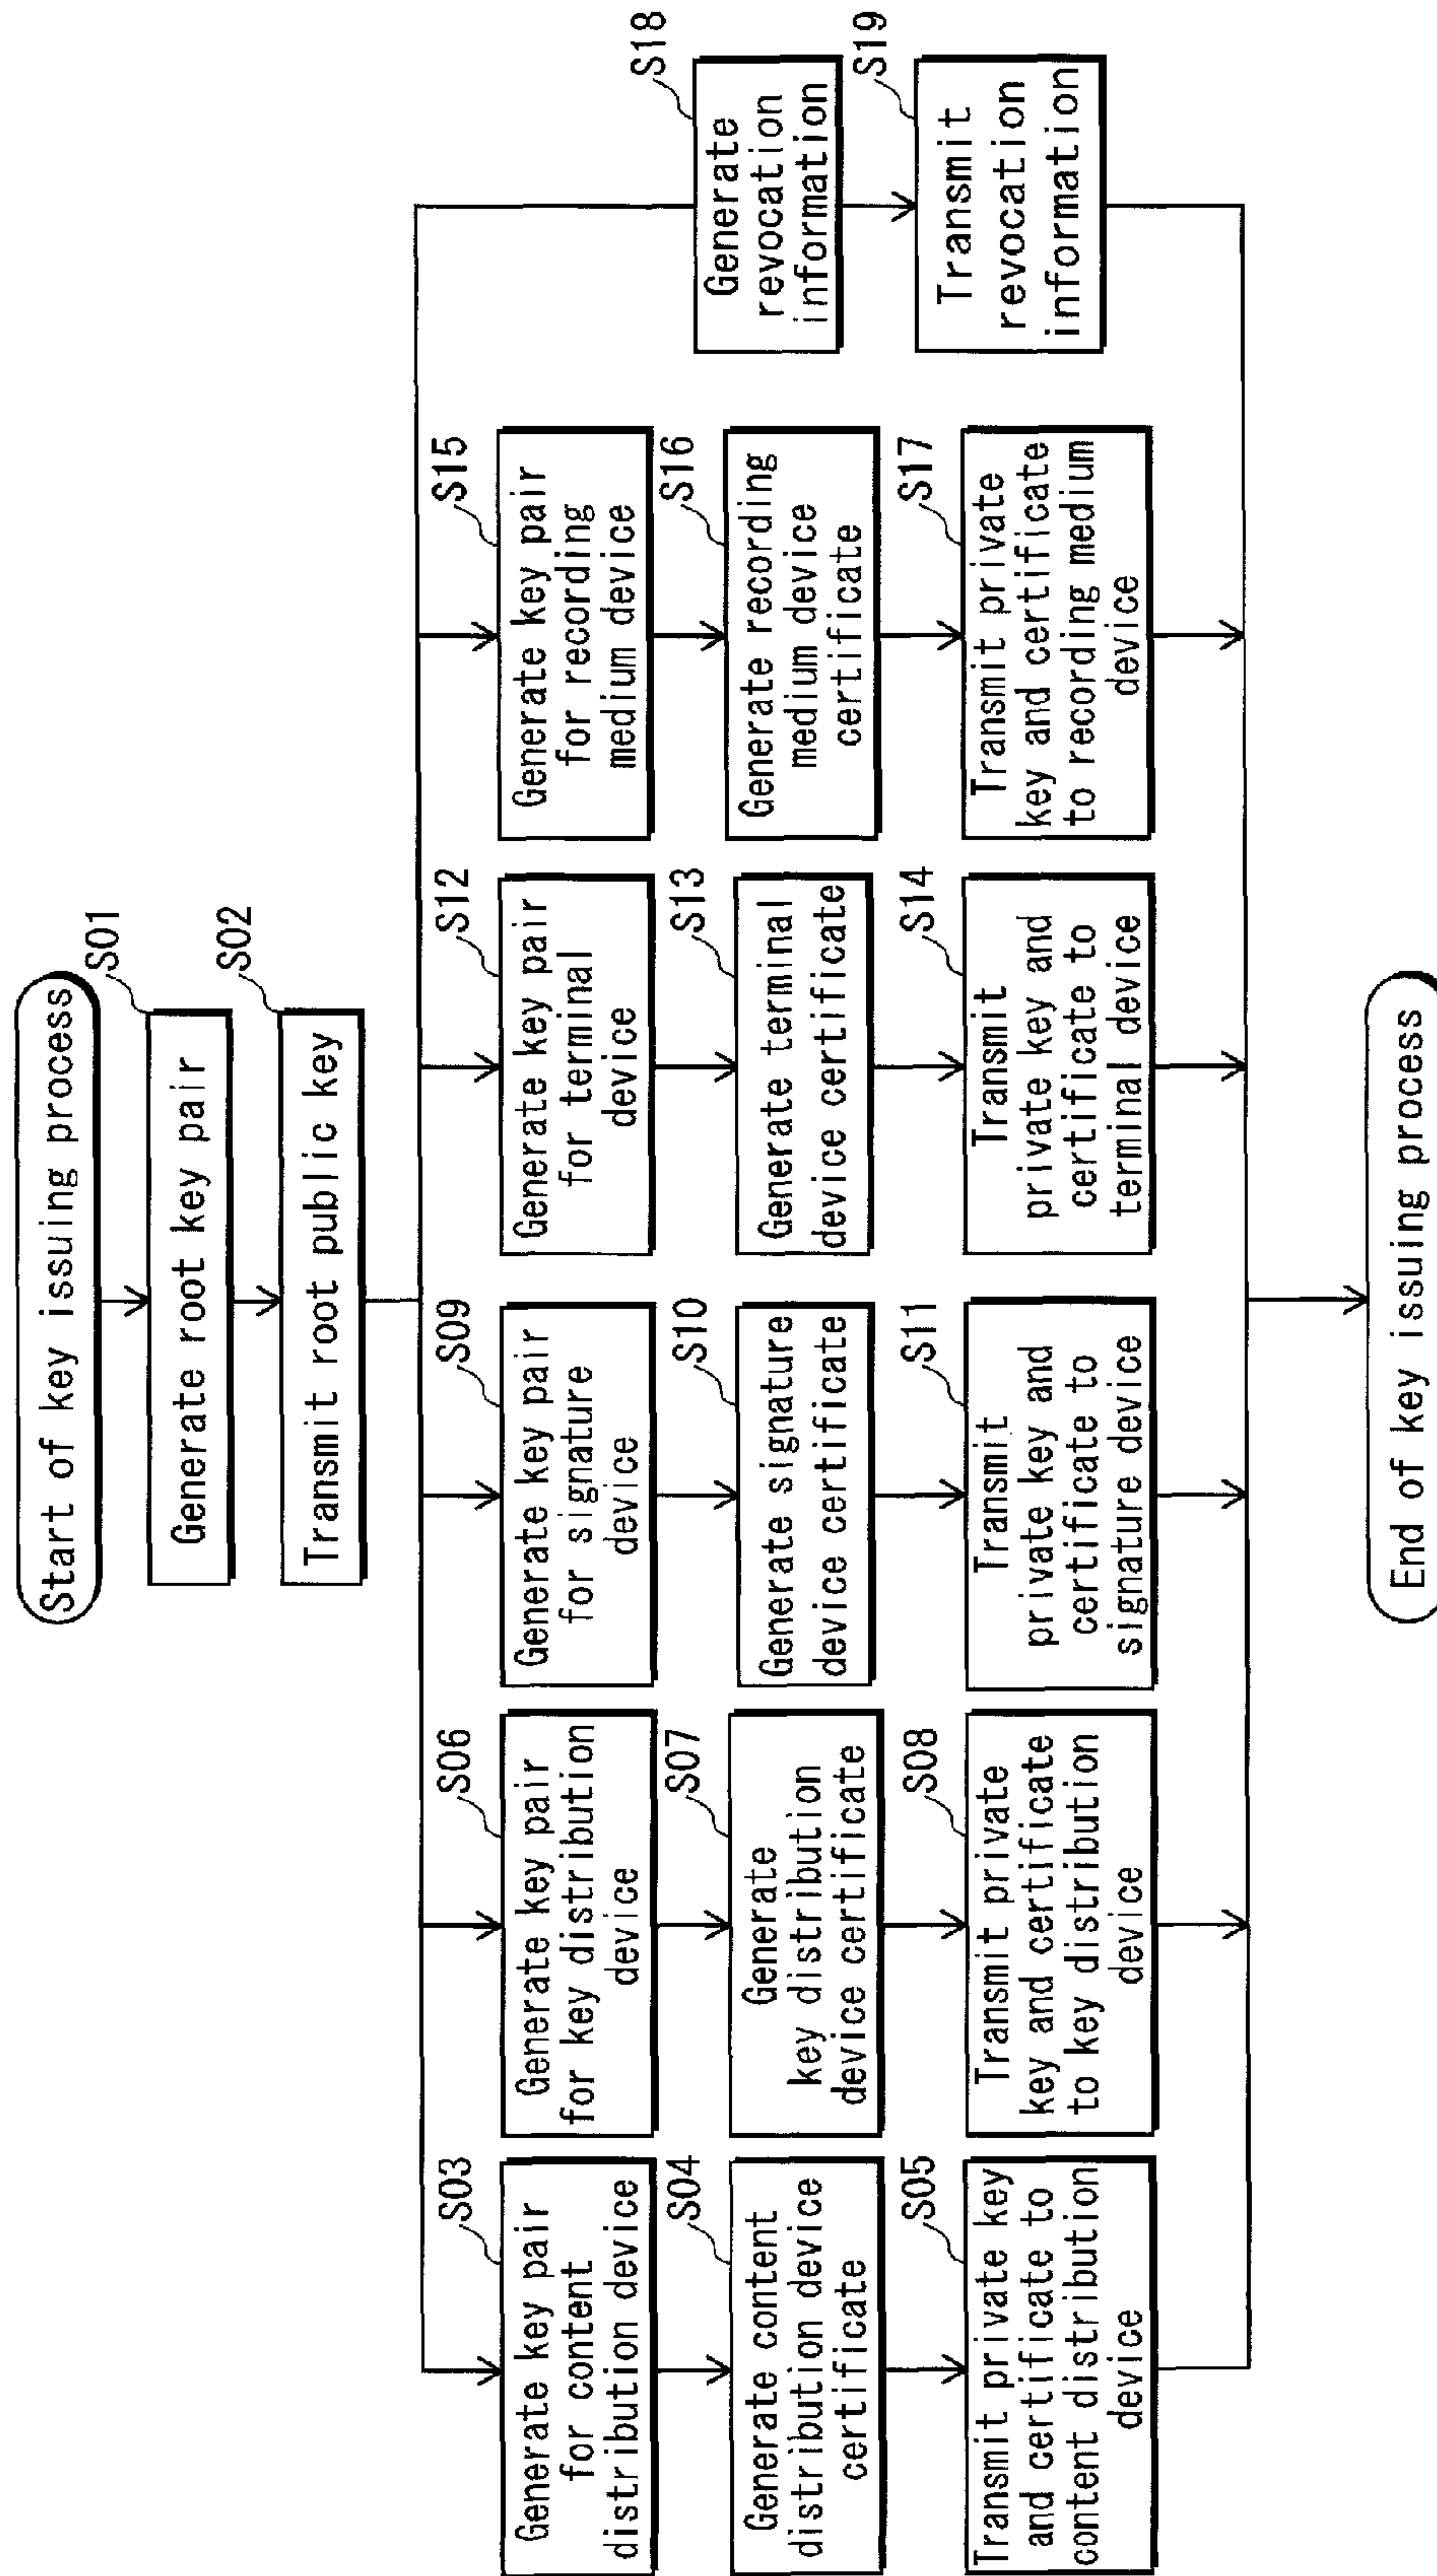 Start of key issuing process
S01
Generate root key pair
S02
Transmit root public key
S03
Generate key pair
for content
distribution device
S04
Generate content
distribution device
certificate
S05
Transmit private key
and certificate to
content distribution
device
S06
Generate key pair
for key distribution
device
S07
Generate
key distribution
device certificate
S08
Transmit private
key and certificate
to key distribution
device
S09
Generate key pair
for signature
device
S10
Generate signature
device certificate
S11
Transmit
private key and
certificate to
signature device
S12
Generate key pair
for terminal
device
S13
Generate terminal
device certificate
S14
Transmit
private key and
certificate to
terminal device
S15
Generate key pair
for recording
medium device
S16
Generate recording
medium device
certificate
S17
Transmit private
key and certificate
to recording medium
device
S18
Generate
revocation
information
S19
Transmit
revocation
information
End of key issuing process